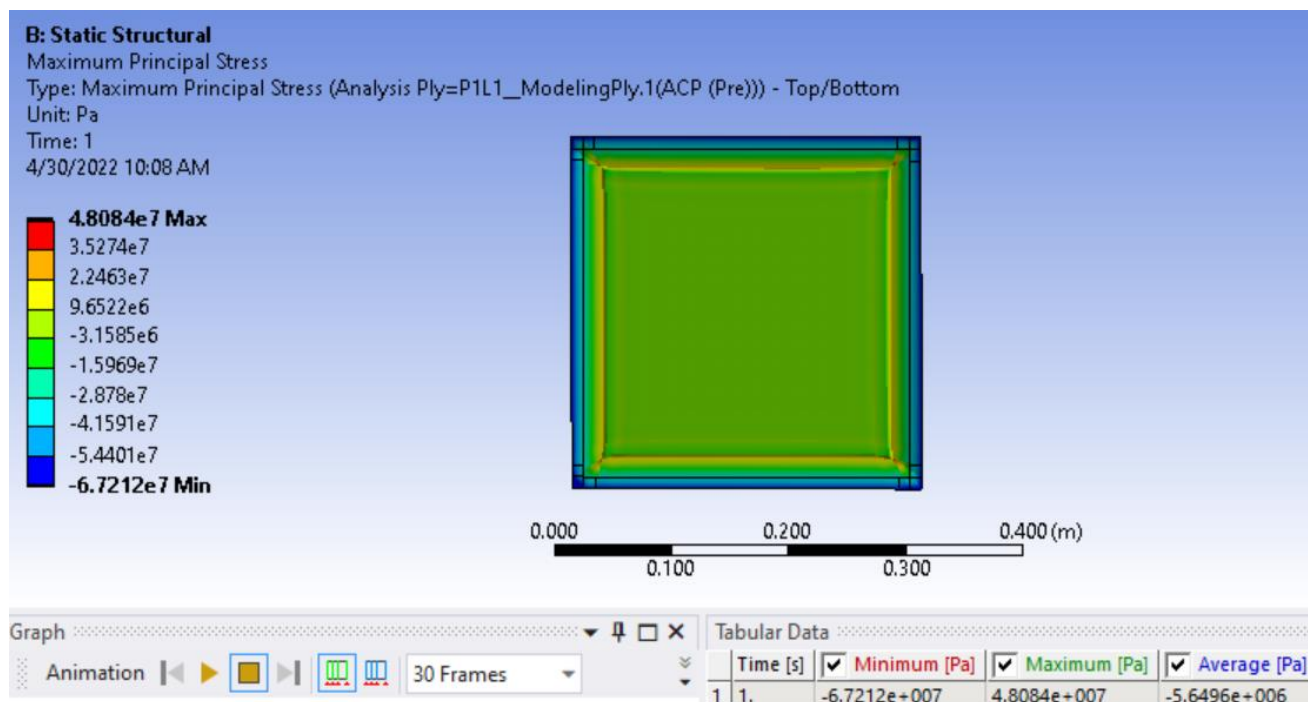 B: Static Structural
Maximum Principal Stress
Type: Maximum Principal Stress (Analysis Ply=P1L1__ModelingPly.1(ACP (Pre))) - Top/Bottom
Unit: Pa
Time: 1
4/30/2022 10:08 AM
4.8084e7 Max
3.5274e7
2.2463e7
9.6522e6
-3.1585e6
-1.5969e7
-2.878e7
-4.1591e7
-5.4401e7
-6.7212e7 Min
0.000 0.200 0.400 (m)
0.100 0.300
Graph
Animation 30 Frames
Tabular Data
Time [s] Minimum [Pa] Maximum [Pa] Average [Pa]
1 1. -6.7212e+007 4.8084e+007 -5.6496e+006